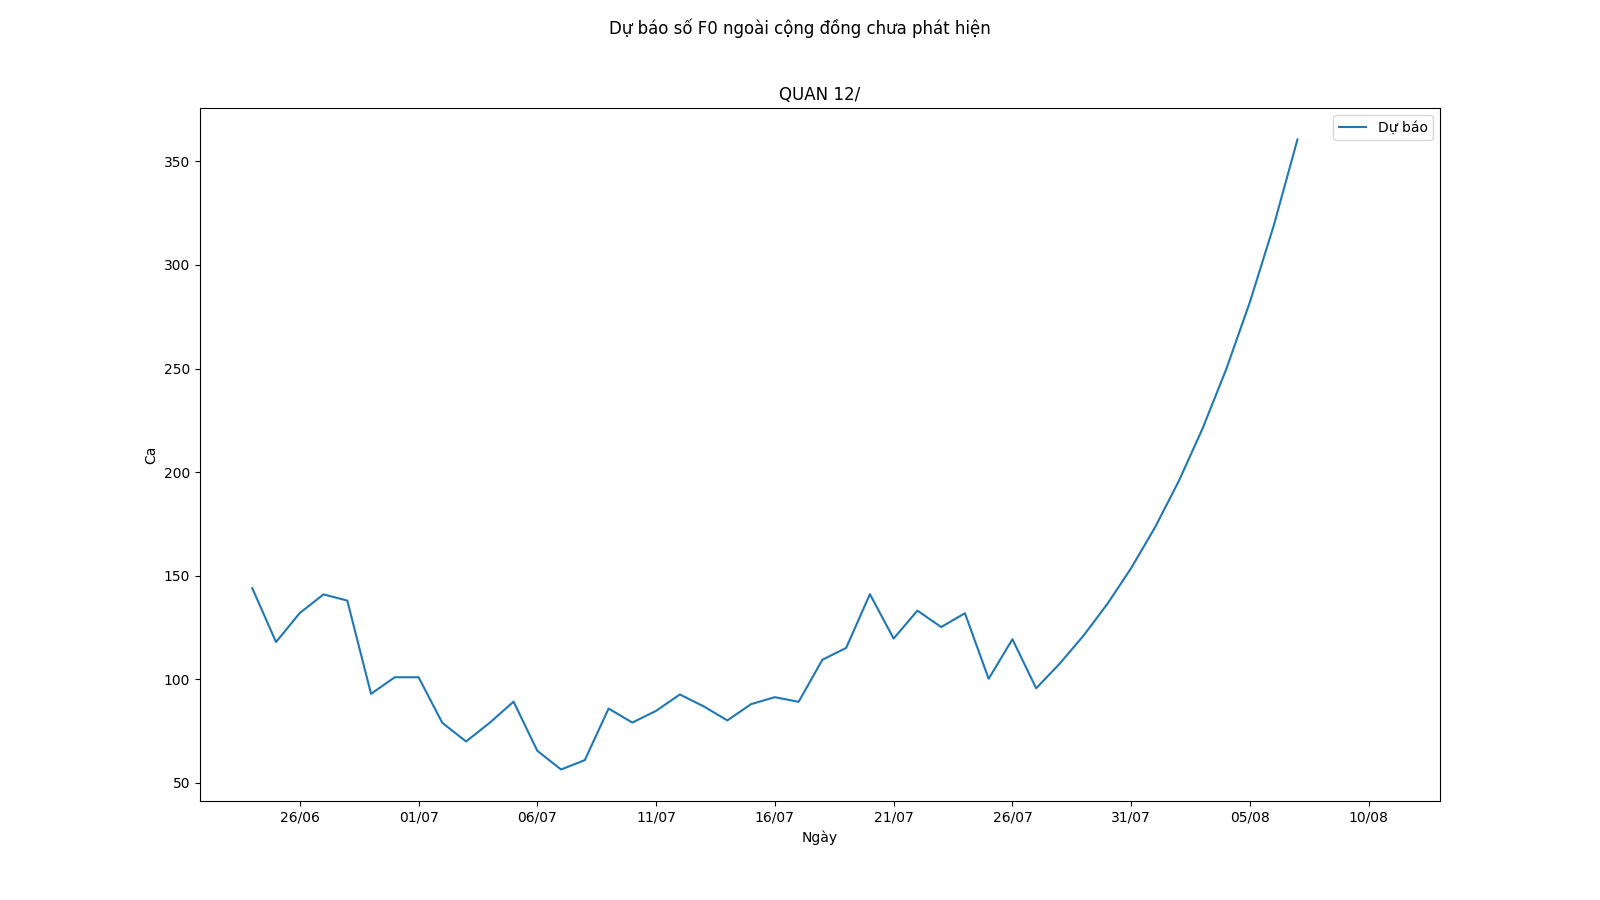 Dự báo số F0 ngoài cộng đồng chưa phát hiện
QUAN 12/
Dự báo
350
300
250
200
150
100
50
Ca
26/06 01/07 06/07 11/07 16/07 21/07 26/07 31/07 05/08 10/08
Ngày